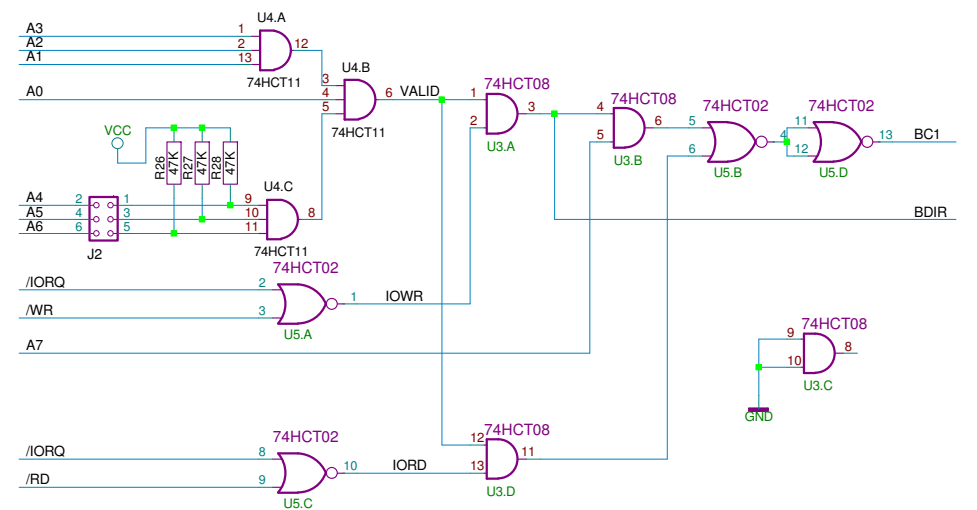 U4.A
A3 1
A2 2 12
A1 13
74HCT11
U4.B
3
A0 4 6 VALID
5
74HCT11
74HCT08
1 3
2
U3.A
74HCT08
4 6
5
U3.B
74HCT02
5 4
6
U5.B
74HCT02
11 13 BC1
12
U5.D
VCC
R26 47K
R27 47K
R28 47K
U4.C
A4 2 1 9
A5 4 3 10 8
A6 6 5 11
J2
74HCT11
BDIR
74HCT02
/IORQ 2
1 IOWR
/WR 3
U5.A
A7
74HCT08
9 8
10
U3.C
GND
74HCT02
/IORQ 8
10 IORD
/RD 9
U5.C
74HCT08
12
11
13
U3.D